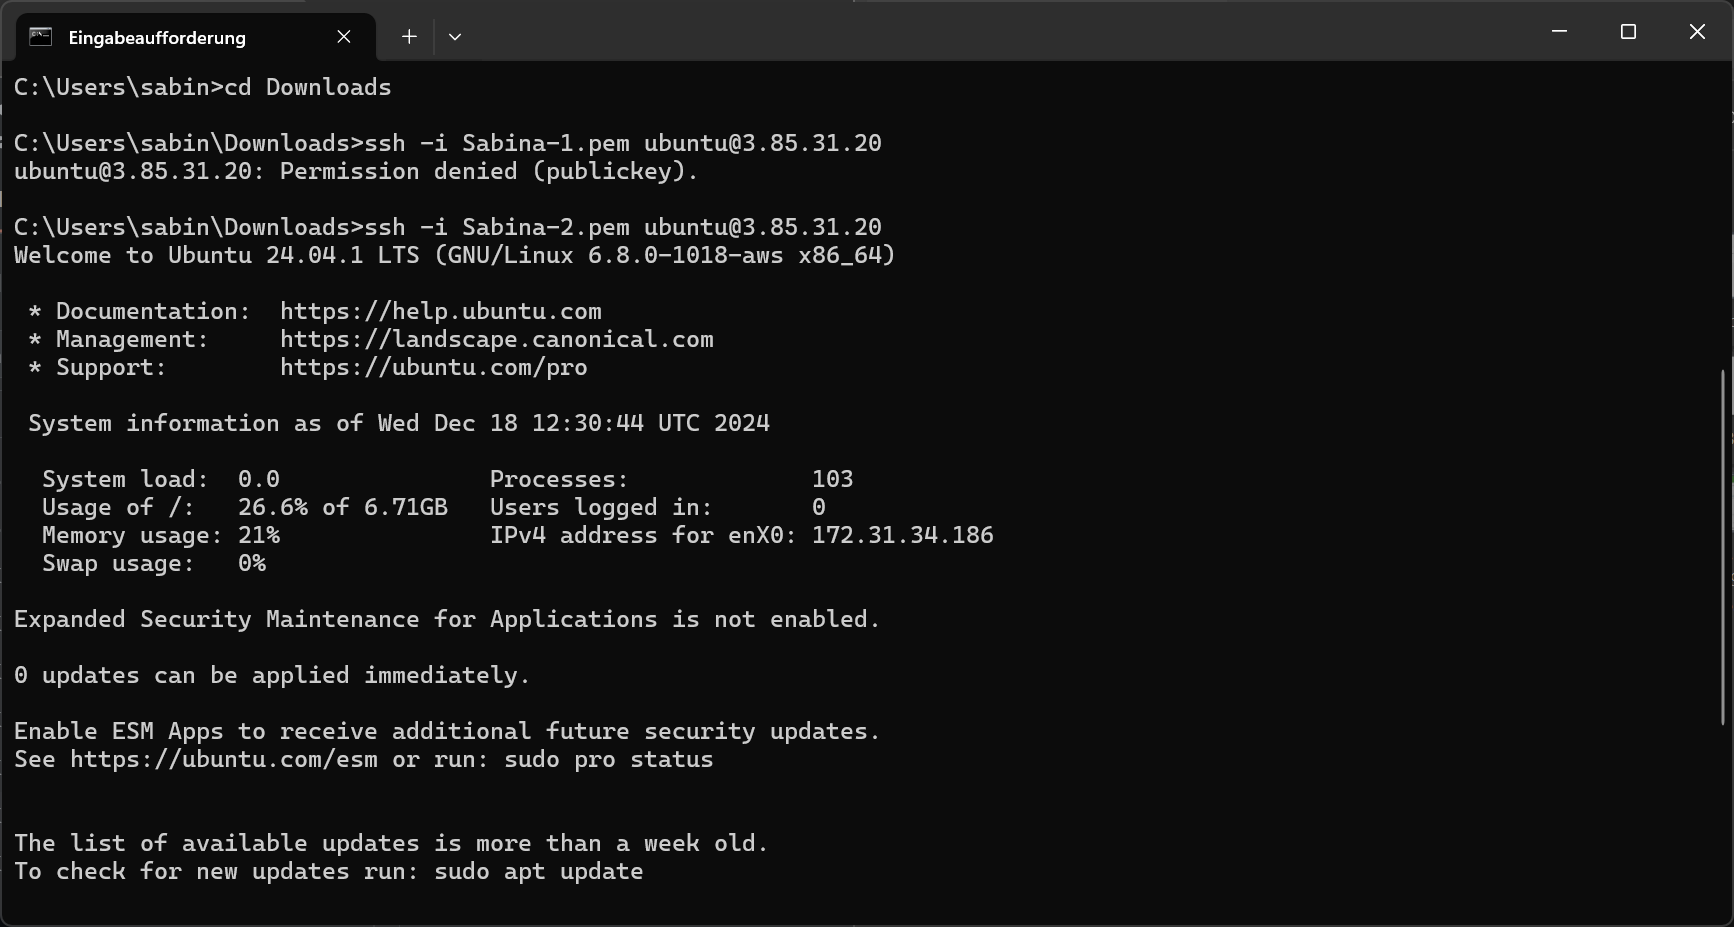 Eingabeaufforderung
C:\Users\sabin>cd Downloads
C:\Users\sabin\Downloads>ssh -i Sabina-1.pem ubuntu@3.85.31.20
ubuntu@3.85.31.20: Permission denied (publickey).
C:\Users\sabin\Downloads>ssh -i Sabina-2.pem ubuntu@3.85.31.20
Welcome to Ubuntu 24.04.1 LTS (GNU/Linux 6.8.0-1018-aws x86_64)
* Documentation:  https://help.ubuntu.com
* Management:     https://landscape.canonical.com
* Support:        https://ubuntu.com/pro
System information as of Wed Dec 18 12:30:44 UTC 2024
System load:  0.0               Processes:             103
Usage of /:   26.6% of 6.71GB   Users logged in:       0
Memory usage: 21%               IPv4 address for enX0: 172.31.34.186
Swap usage:   0%
Expanded Security Maintenance for Applications is not enabled.
0 updates can be applied immediately.
Enable ESM Apps to receive additional future security updates.
See https://ubuntu.com/esm or run: sudo pro status
The list of available updates is more than a week old.
To check for new updates run: sudo apt update